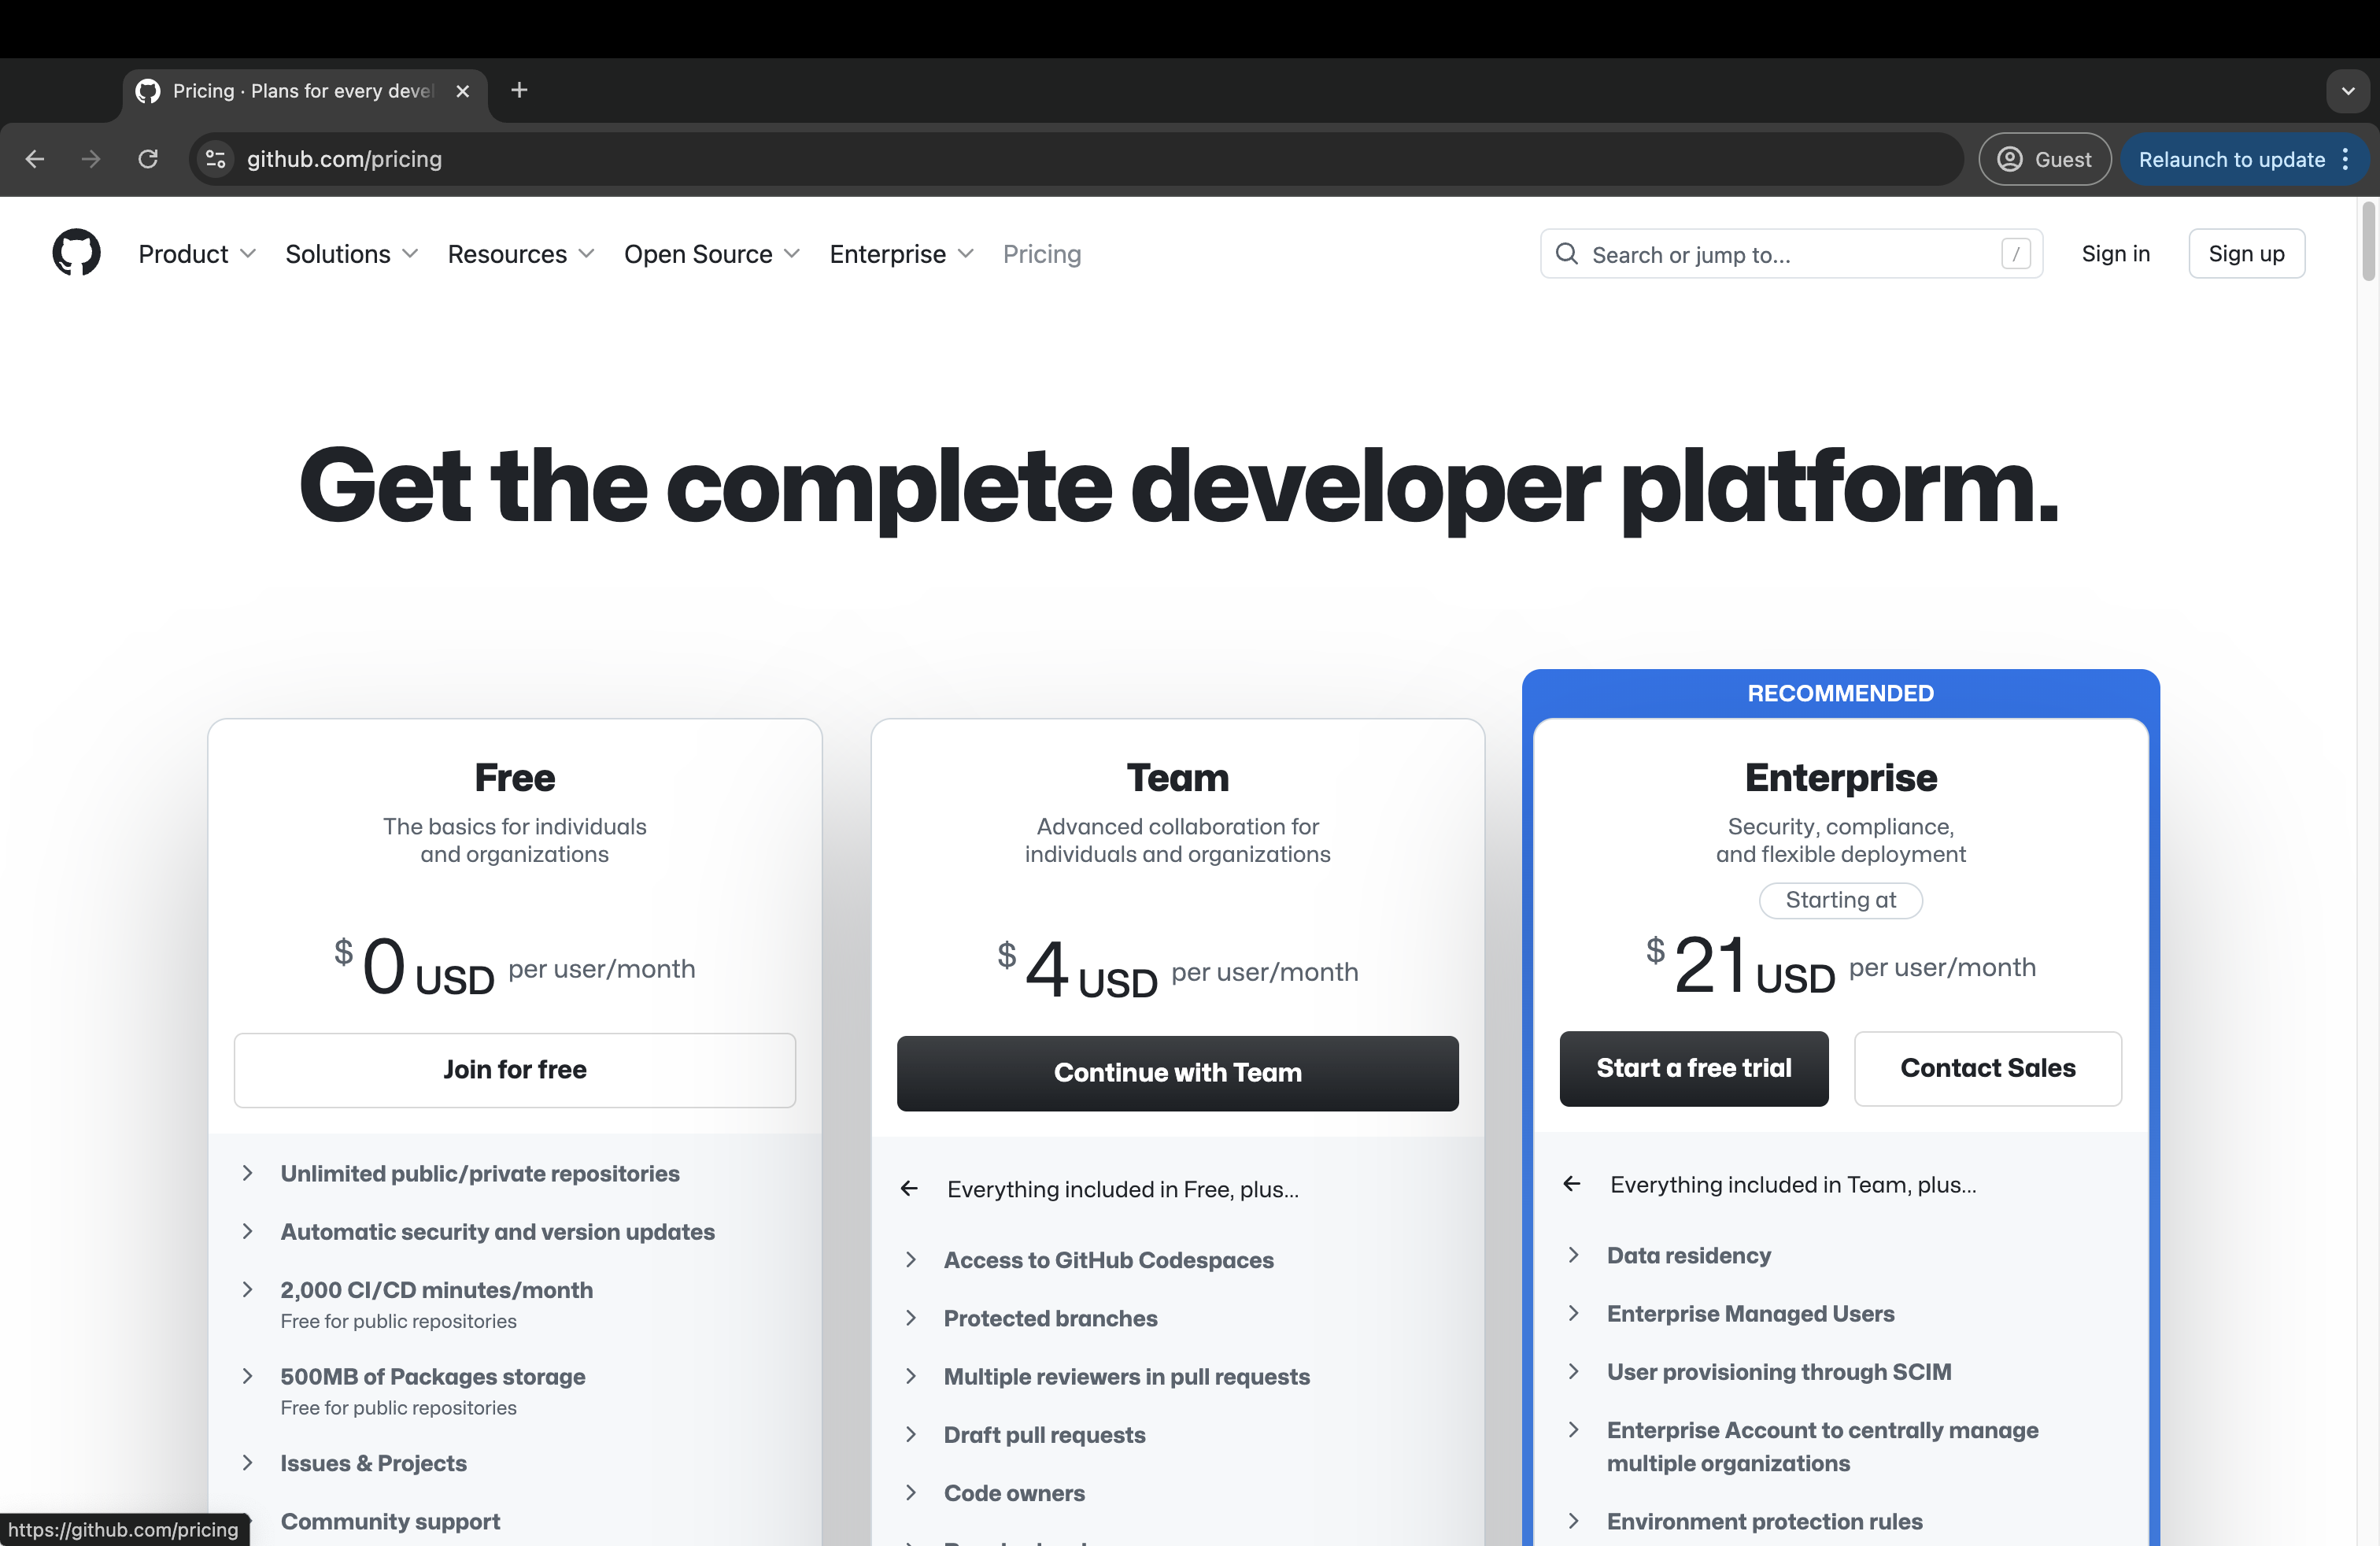 Pricing · Plans for every devel
github.com/pricing
Guest
Relaunch to update
Product
Solutions
Resources
Open Source
Enterprise
Pricing
Search or jump to...
/
Sign in
Sign up
Get the complete developer platform.
RECOMMENDED
Free
The basics for individuals
and organizations
$ 0 USD per user/month
Join for free
Unlimited public/private repositories
Automatic security and version updates
2,000 CI/CD minutes/month
Free for public repositories
500MB of Packages storage
Free for public repositories
Issues & Projects
Community support
Team
Advanced collaboration for
individuals and organizations
$ 4 USD per user/month
Continue with Team
Everything included in Free, plus...
Access to GitHub Codespaces
Protected branches
Multiple reviewers in pull requests
Draft pull requests
Code owners
Enterprise
Security, compliance,
and flexible deployment
Starting at
$ 21 USD per user/month
Start a free trial
Contact Sales
Everything included in Team, plus...
Data residency
Enterprise Managed Users
User provisioning through SCIM
Enterprise Account to centrally manage
multiple organizations
Environment protection rules
https://github.com/pricing